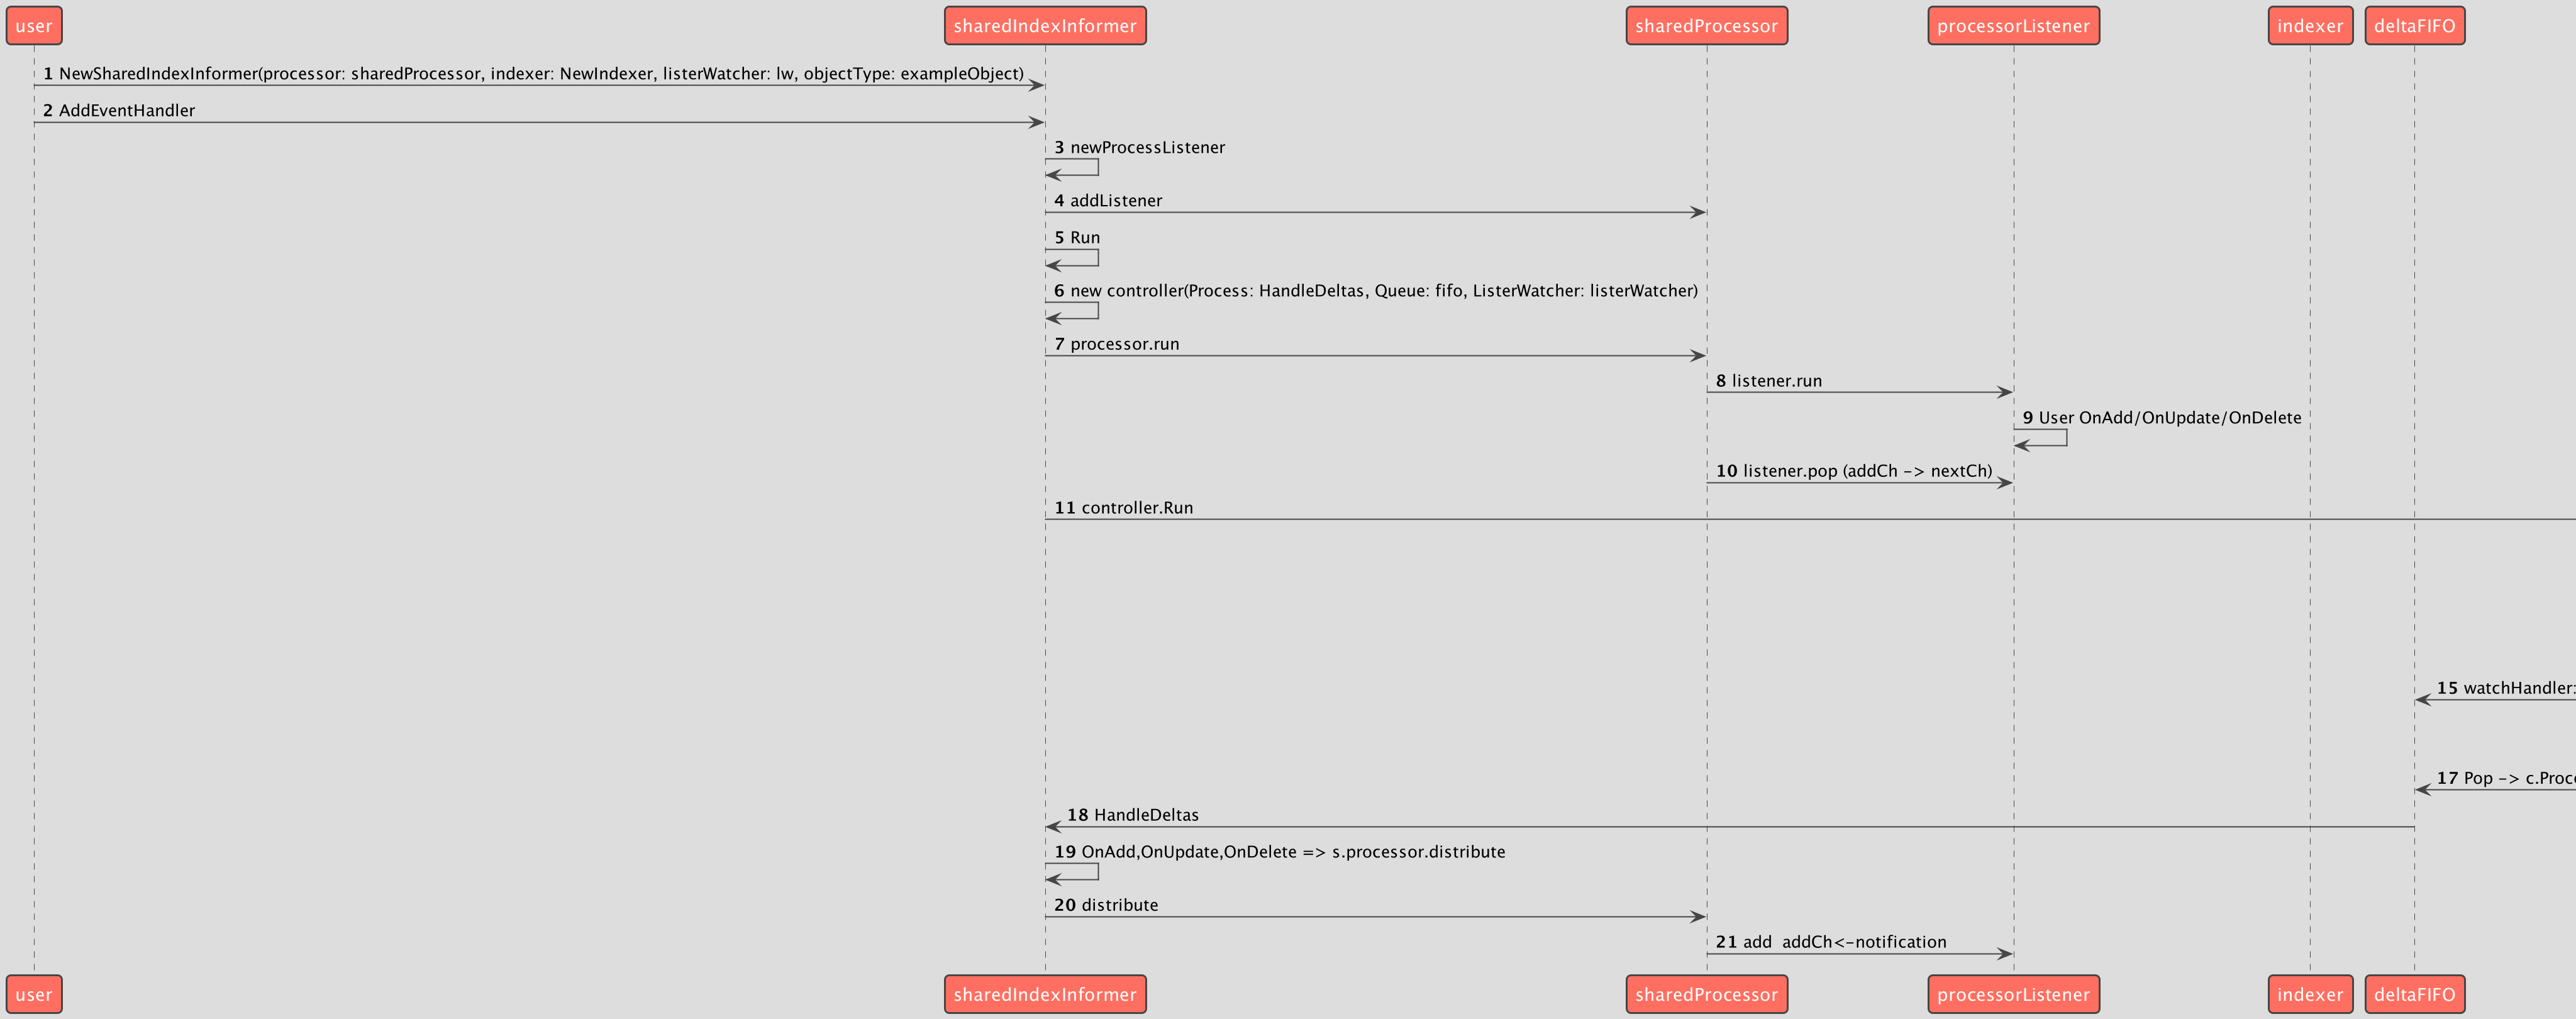 user sharedIndexInformer sharedProcessor processorListener indexer deltaFIFO
1 NewSharedIndexInformer(processor: sharedProcessor, indexer: NewIndexer, listerWatcher: lw, objectType: exampleObject)
2 AddEventHandler
3 newProcessListener
4 addListener
5 Run
6 new controller(Process: HandleDeltas, Queue: fifo, ListerWatcher: listerWatcher)
7 processor.run
8 listener.run
9 User OnAdd/OnUpdate/OnDelete
10 listener.pop (addCh -> nextCh)
11 controller.Run
15 watchHandler:
17 Pop -> c.Proce
18 HandleDeltas
19 OnAdd,OnUpdate,OnDelete => s.processor.distribute
20 distribute
21 add addCh<-notification
user sharedIndexInformer sharedProcessor processorListener indexer deltaFIFO